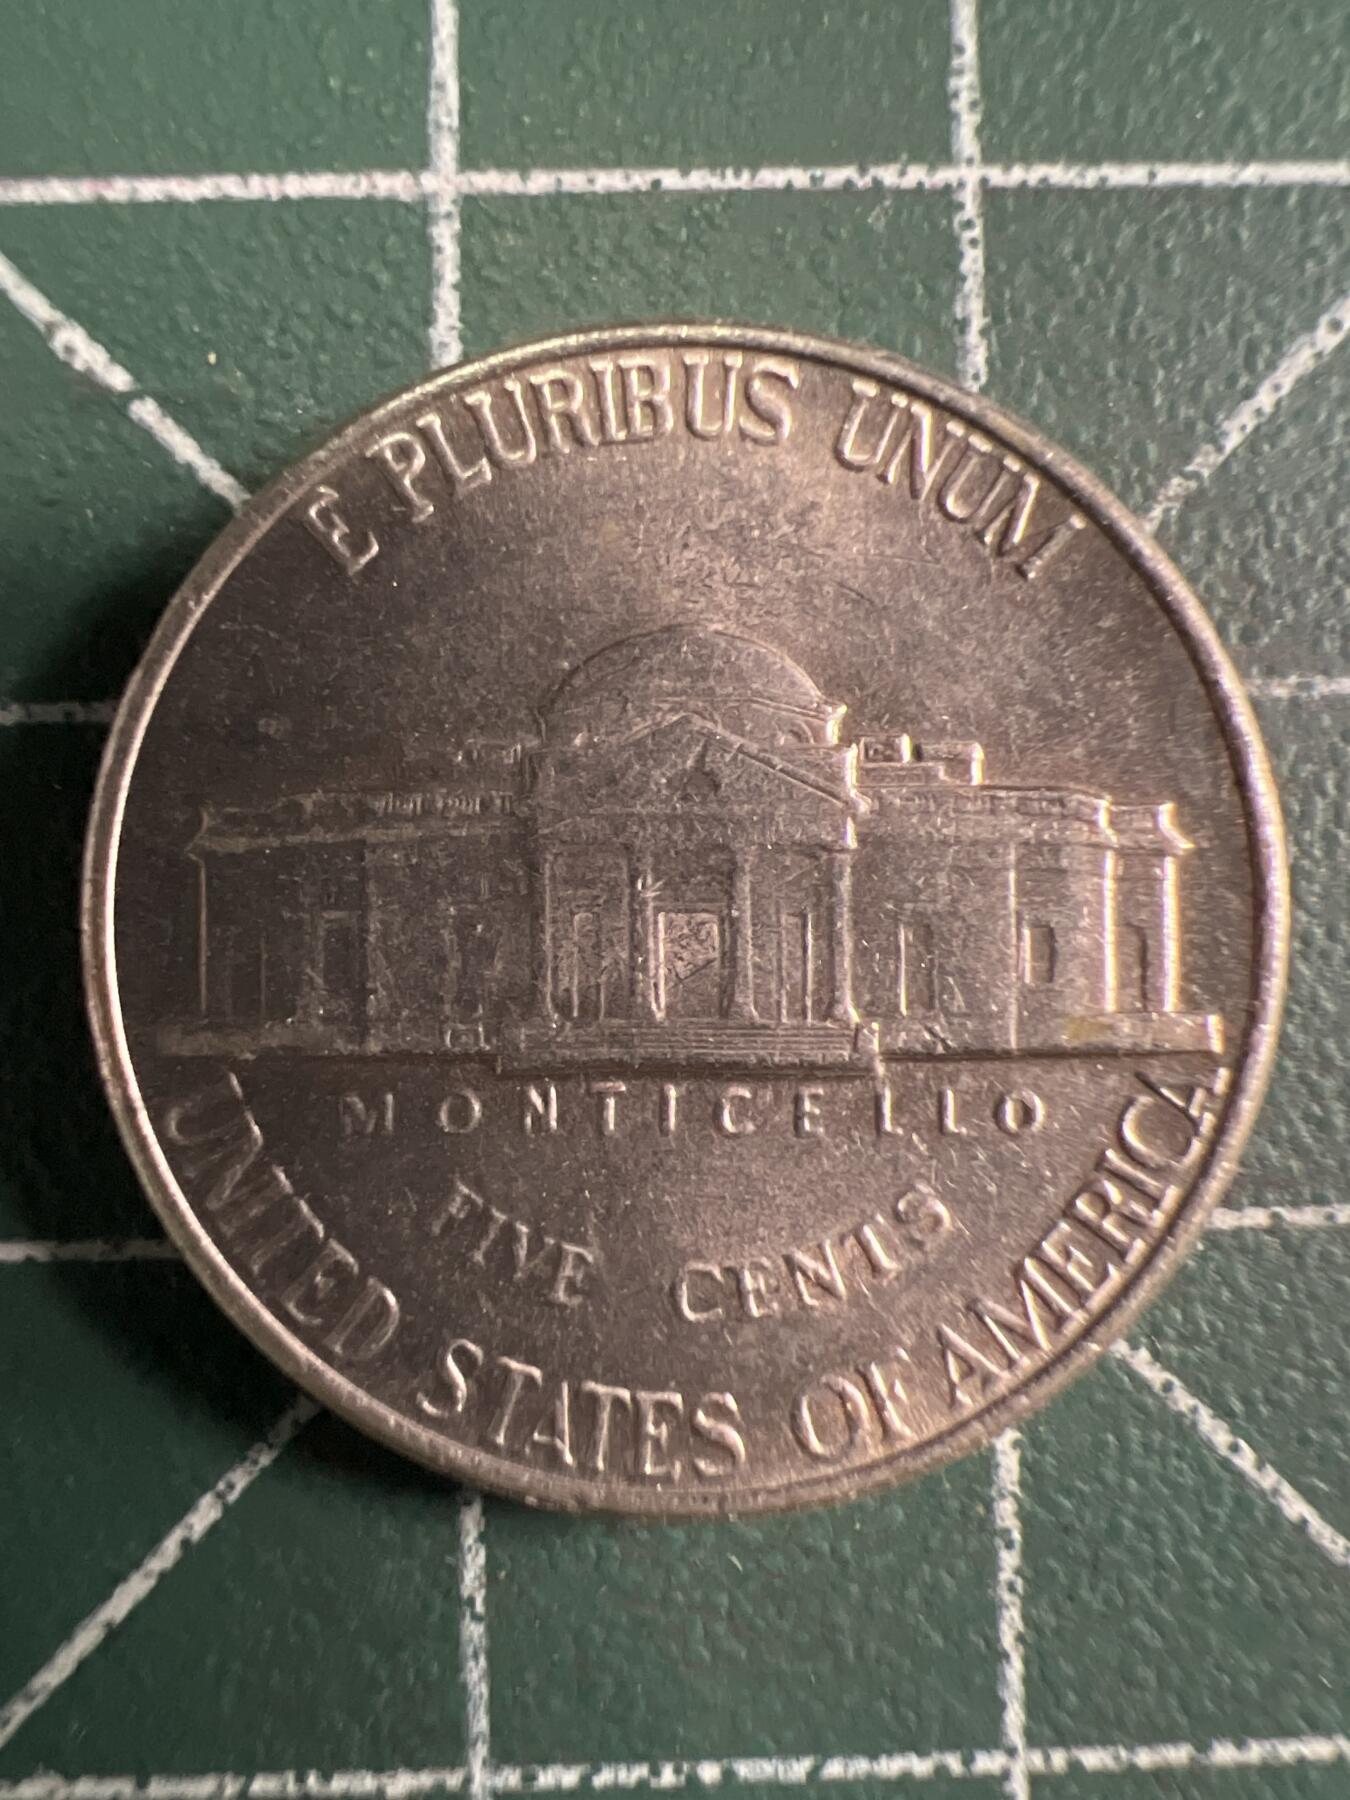 E PLURIBUS UNUM
MONTICELLO
FIVE CENTS
UNITED STATES OF AMERICA